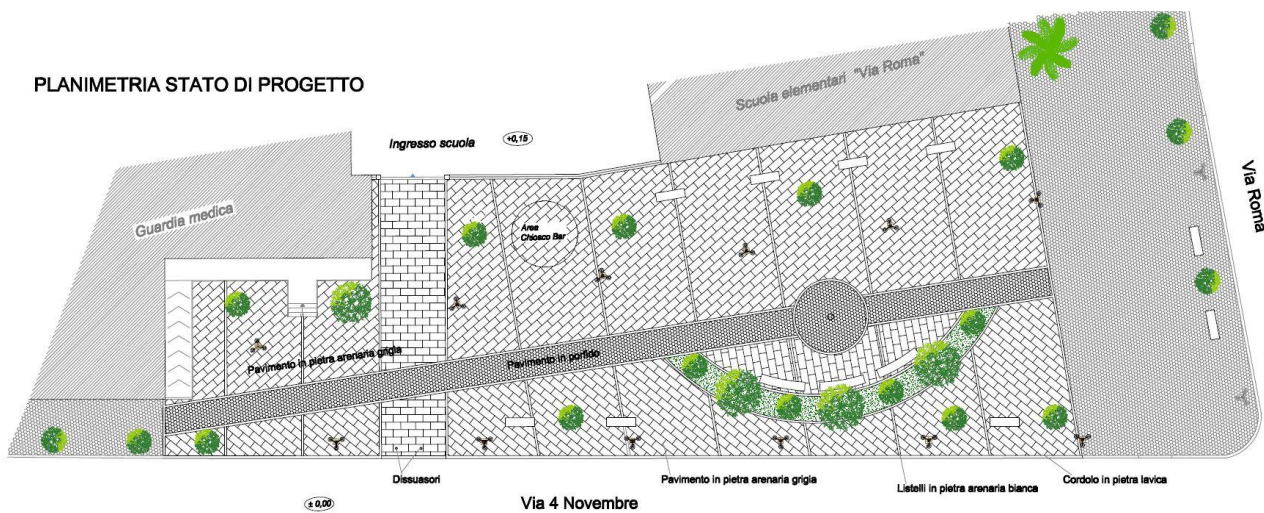 PLANIMETRIA STATO DI PROGETTO
Ingresso scuola
+0,15
Scuola elementari "Via Roma"
Guardia medica
Area
Chiosco Bar
Via Roma
Pavimento in pietra arenaria grigia
Pavimento in porfido
Dissuasori
Pavimento in pietra arenaria grigia
Listelli in pietra arenaria bianca
Cordolo in pietra lavica
± 0,00
Via 4 Novembre